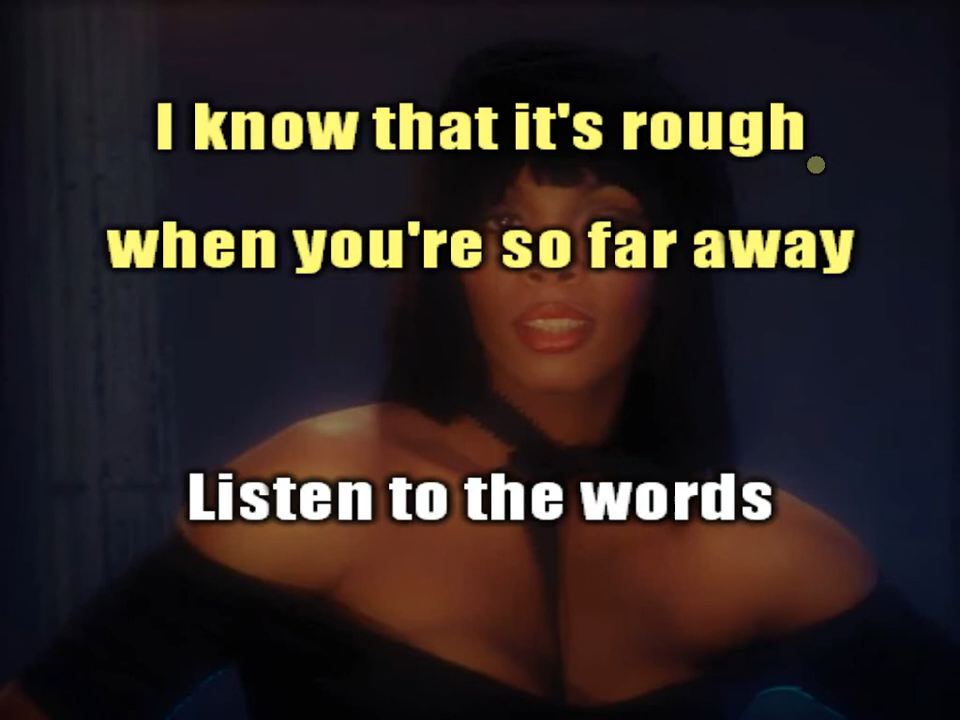 I know that it's rough
when you're so far away
Listen to the words